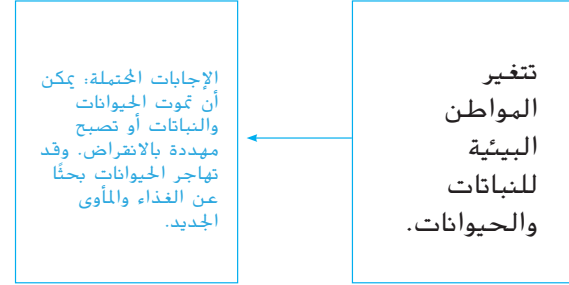 تتغير
المواطن
البيئية
للنباتات
والحيوانات.
الإجابات المحتملة: يمكن
أن تموت الحيوانات
والنباتات أو تصبح
مهددة بالانقراض. وقد
تهاجر الحيوانات بحثًا
عن الغذاء والمأوى
الجديد.